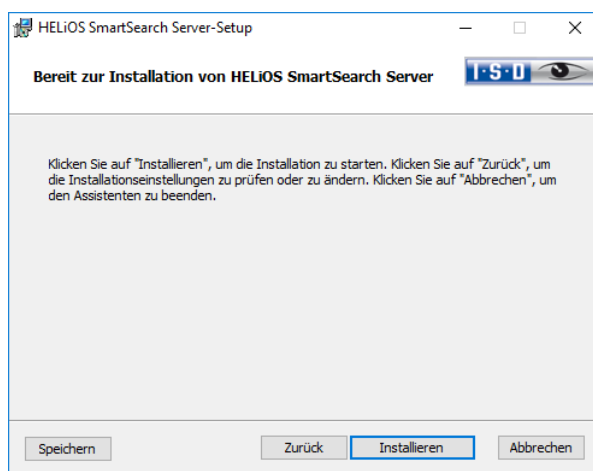 HELiOS SmartSearch Server-Setup
Bereit zur Installation von HELiOS SmartSearch Server
I·S·D
Klicken Sie auf "Installieren", um die Installation zu starten. Klicken Sie auf "Zurück", um
die Installationseinstellungen zu prüfen oder zu ändern. Klicken Sie auf "Abbrechen", um
den Assistenten zu beenden.
Speichern
Zurück
Installieren
Abbrechen